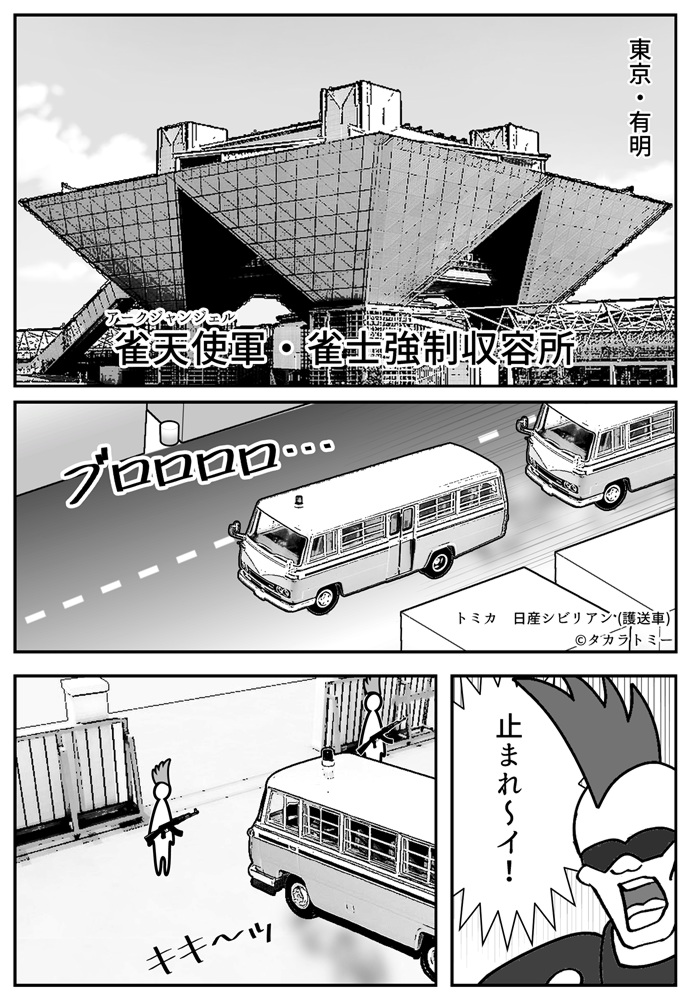 東京・有明
アークジャンジェル
雀天使軍・雀士強制収容所
ブロロロロ…
トミカ　日産シビリアン(護送車)
©タカラトミー
止まれ～イ！
キキ～ッ